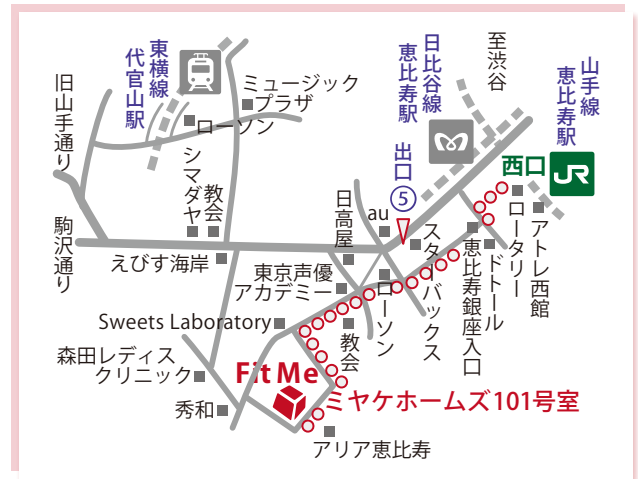 東横線
代官山駅
旧山手通り
駒沢通り
ミュージック
プラザ
ローソン
シマダヤ
教会
えびす海岸
日比谷線
恵比寿駅
出口⑤
至渋谷
山手線
恵比寿駅
JR
西口
au
日高屋
東京声優
アカデミー
スターバックス
ローソン
教会
恵比寿銀座入口
ドトール
ロータリー
アトレ西館
Sweets Laboratory
森田レディス
クリニック
秀和
Fit Me
ミヤケホームズ101号室
アリア恵比寿